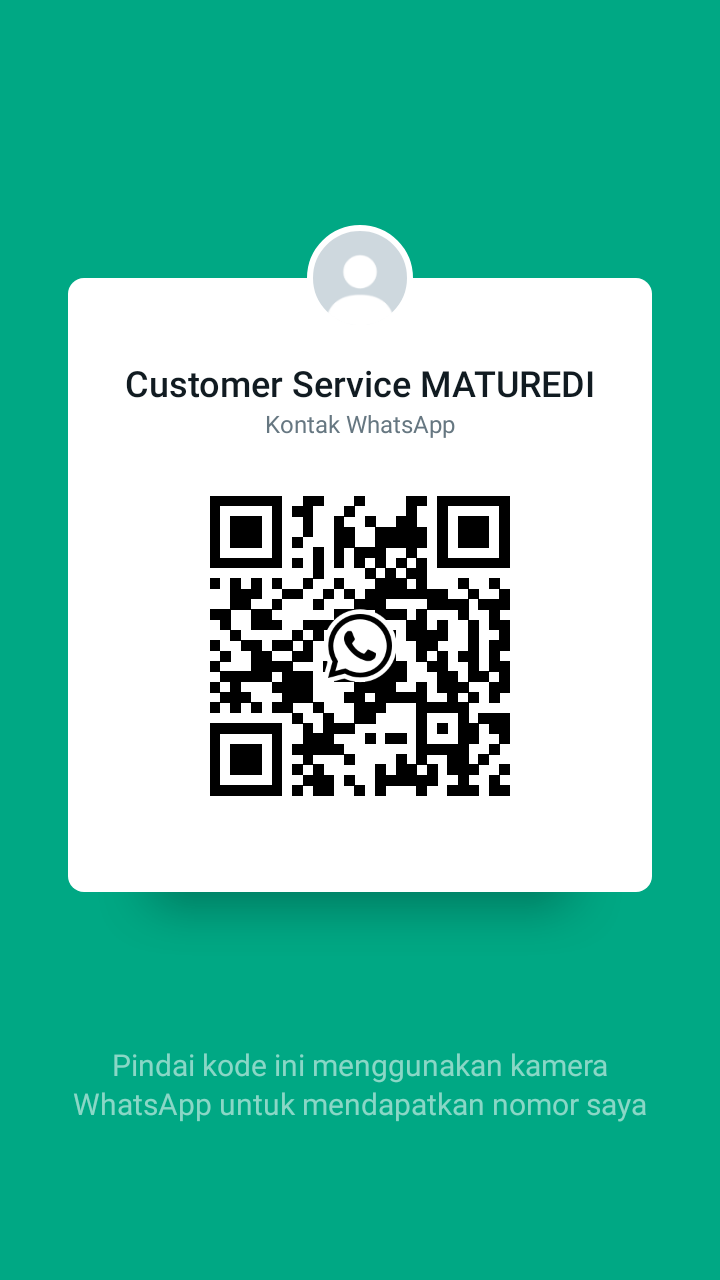 Customer Service MATUREDI
Kontak WhatsApp
Pindai kode ini menggunakan kamera
WhatsApp untuk mendapatkan nomor saya